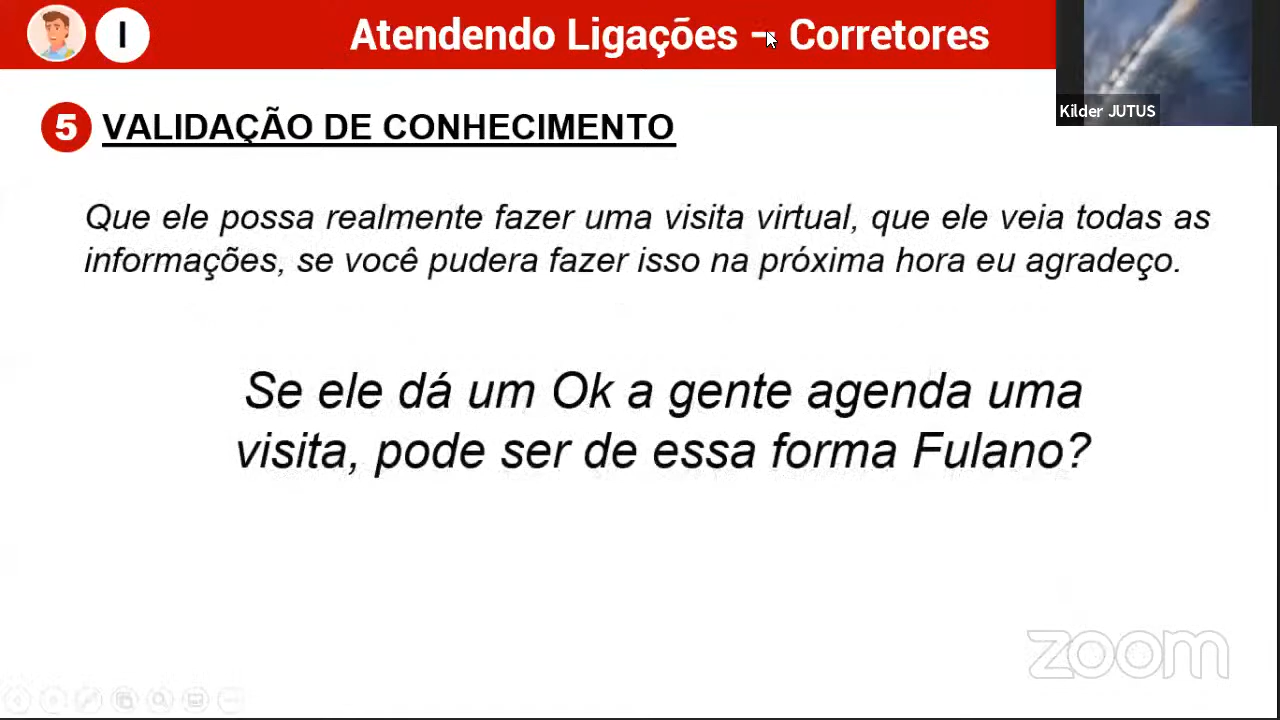 I
Atendendo Ligações - Corretores
Kilder JUTUS
5 VALIDAÇÃO DE CONHECIMENTO
Que ele possa realmente fazer uma visita virtual, que ele veia todas as
informações, se você pudera fazer isso na próxima hora eu agradeço.
Se ele dá um Ok a gente agenda uma
visita, pode ser de essa forma Fulano?
zoom